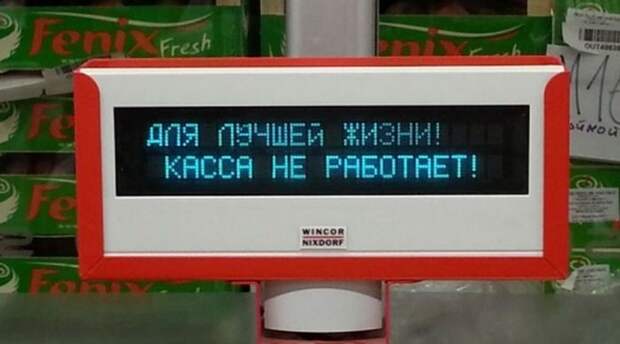 Fenix Fresh
ДЛЯ ЛУЧШЕЙ ЖИЗНИ!
КАССА НЕ РАБОТАЕТ!
WINCOR
NIXDORF